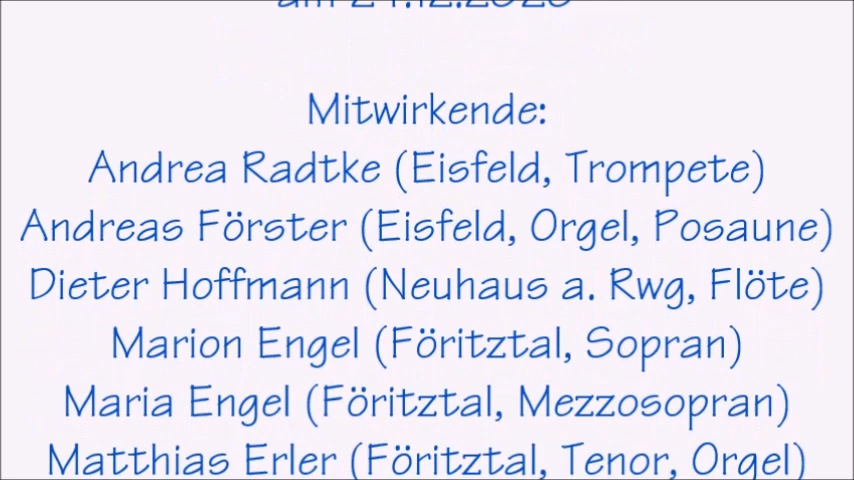 Mitwirkende:
Andrea Radtke (Eisfeld, Trompete)
Andreas Förster (Eisfeld, Orgel, Posaune)
Dieter Hoffmann (Neuhaus a. Rwg, Flöte)
Marion Engel (Föritztal, Sopran)
Maria Engel (Föritztal, Mezzosopran)
Matthias Erler (Föritztal, Tenor, Orgel)